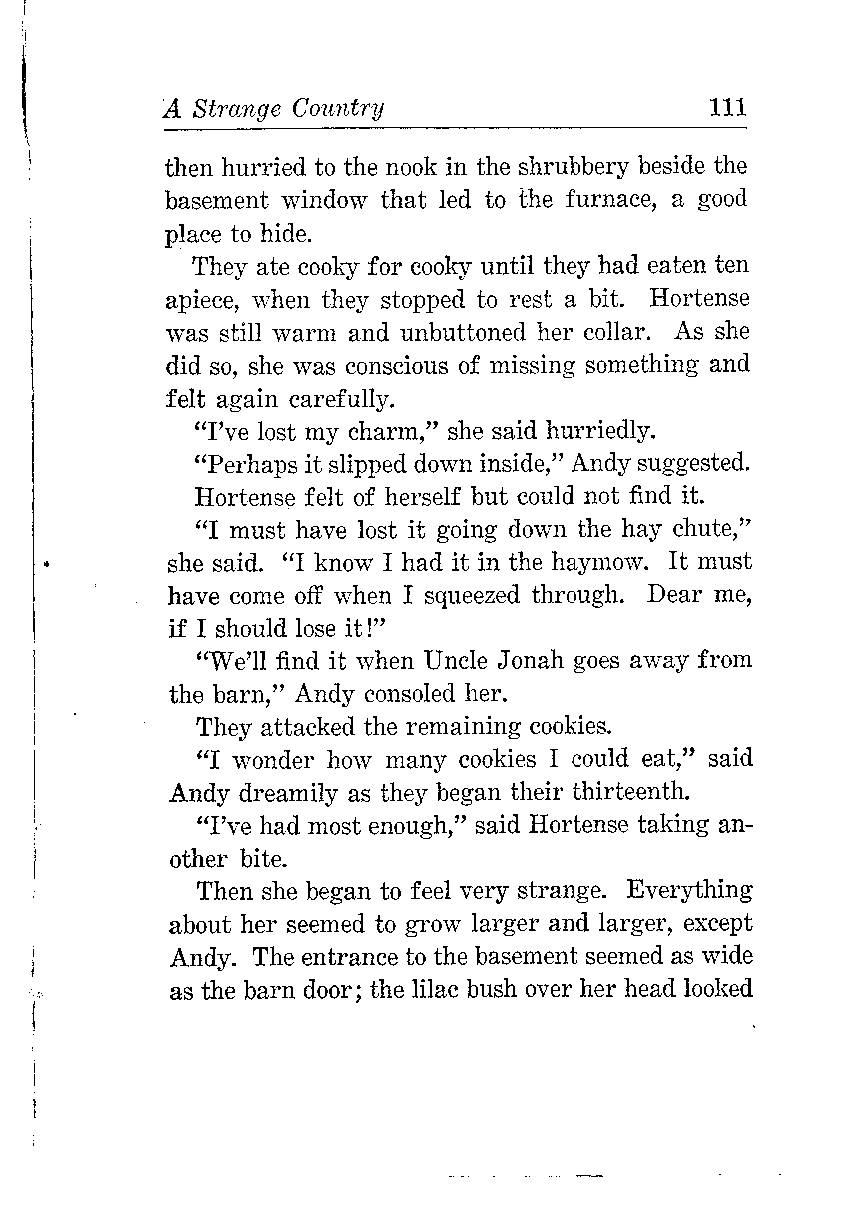 A Strange Country 111
then hurried to the nook in the shrubbery beside the
basement window that led to the furnace, a good
place to hide.
They ate cooky for cooky until they had eaten ten
apiece, when they stopped to rest a bit. Hortense
was still warm and unbuttoned her collar. As she
did so, she was conscious of missing something and
felt again carefully.
“I’ve lost my charm,” she said hurriedly.
“Perhaps it slipped down inside,” Andy suggested.
Hortense felt of herself but could not find it.
“I must have lost it going down the hay chute,”
she said. “I know I had it in the haymow. It must
have come off when I squeezed through. Dear me,
if I should lose it!”
“We’ll find it when Uncle Jonah goes away from
the barn,” Andy consoled her.
They attacked the remaining cookies.
“I wonder how many cookies I could eat,” said
Andy dreamily as they began their thirteenth.
“I’ve had most enough,” said Hortense taking an-
other bite.
Then she began to feel very strange. Everything
about her seemed to grow larger and larger, except
Andy. The entrance to the basement seemed as wide
as the barn door; the lilac bush over her head looked